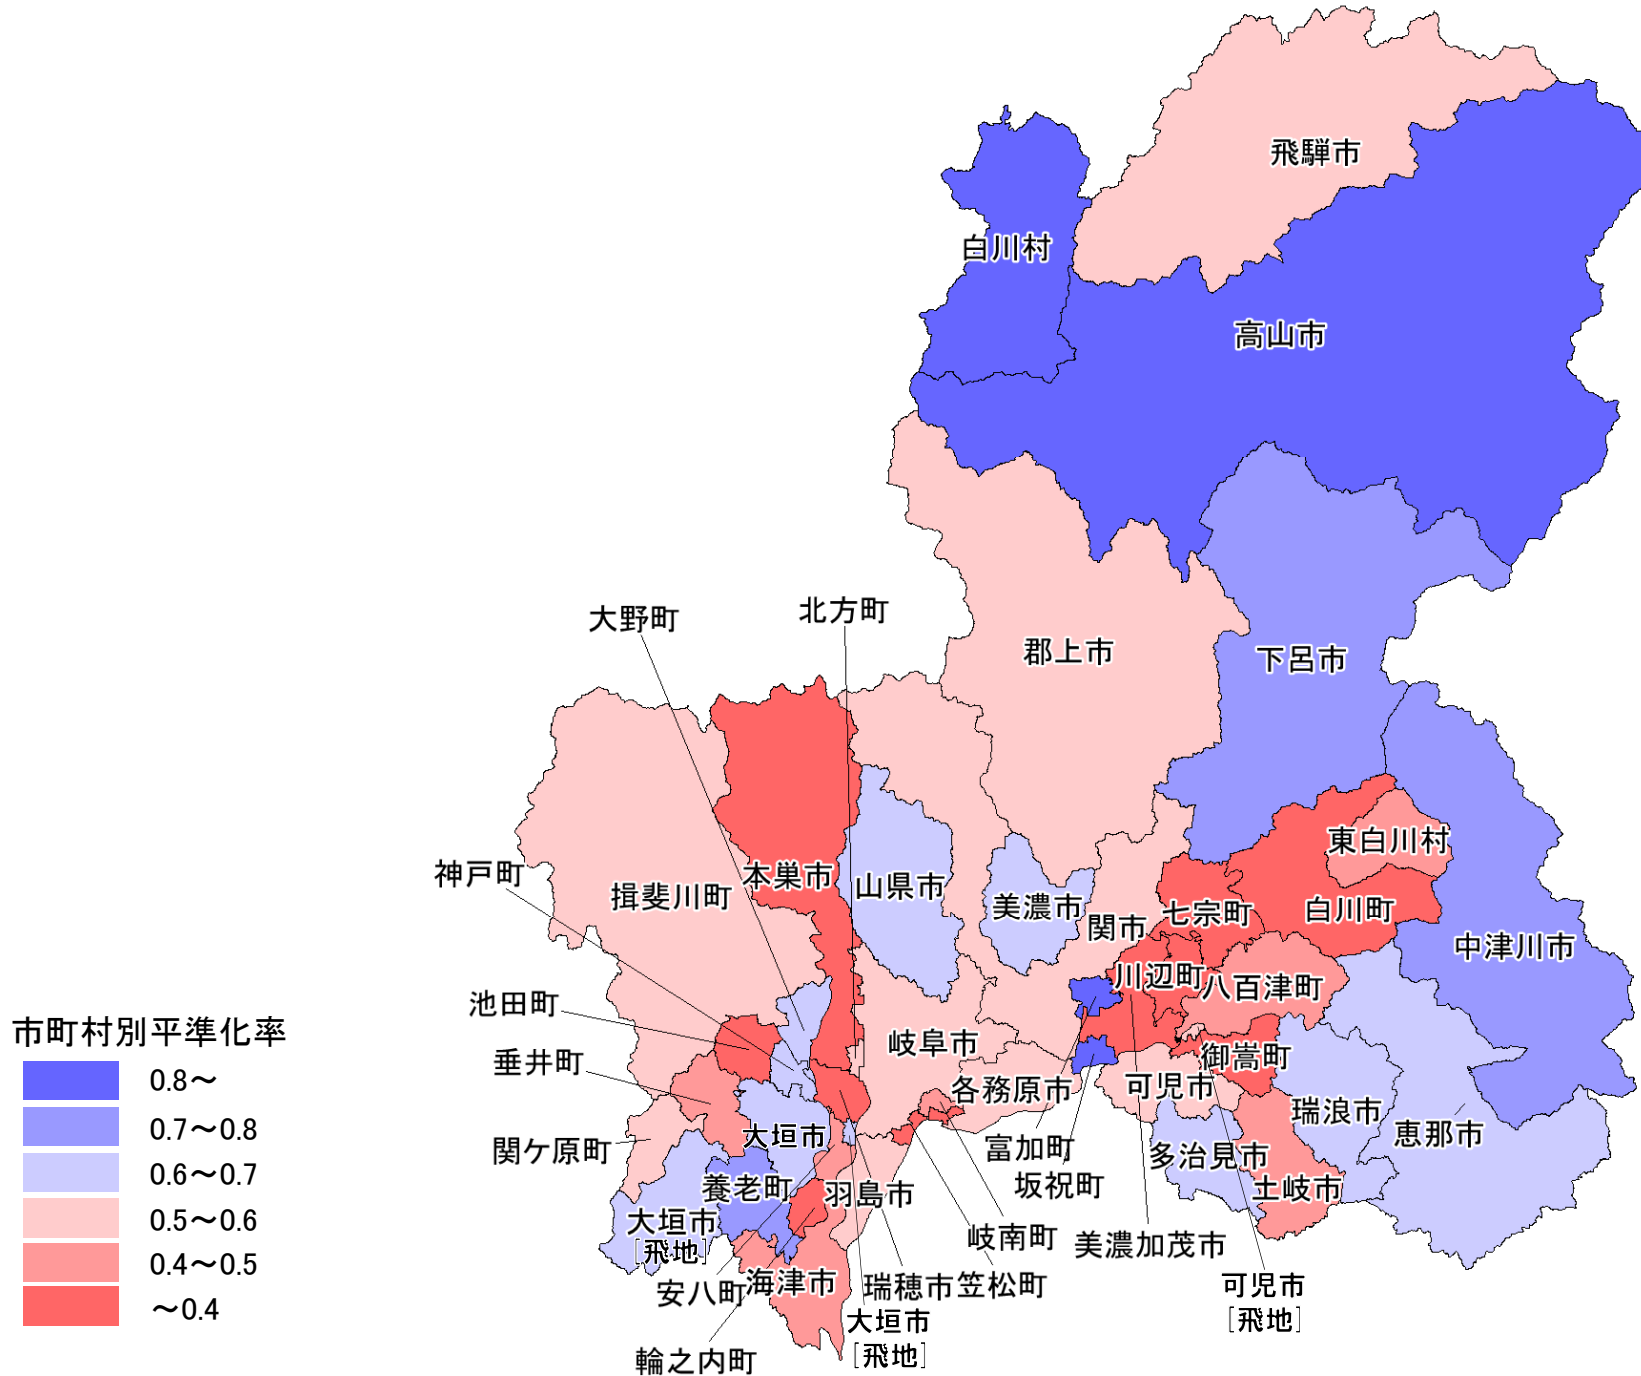 飛騨市
白川村
高山市
大野町
北方町
郡上市
下呂市
神戸町
本巣市
揖斐川町
山県市
美濃市
関市
東白川村
七宗町
白川町
中津川市
川辺町
八百津町
池田町
垂井町
岐阜市
御嵩町
各務原市
可児市
瑞浪市
恵那市
関ケ原町
大垣市
富加町
坂祝町
多治見市
土岐市
養老町
羽島市
大垣市
[飛地]
岐南町
美濃加茂市
安八町
海津市
瑞穂市
笠松町
可児市
[飛地]
大垣市
[飛地]
輪之内町
市町村別平準化率
0.8～
0.7～0.8
0.6～0.7
0.5～0.6
0.4～0.5
～0.4